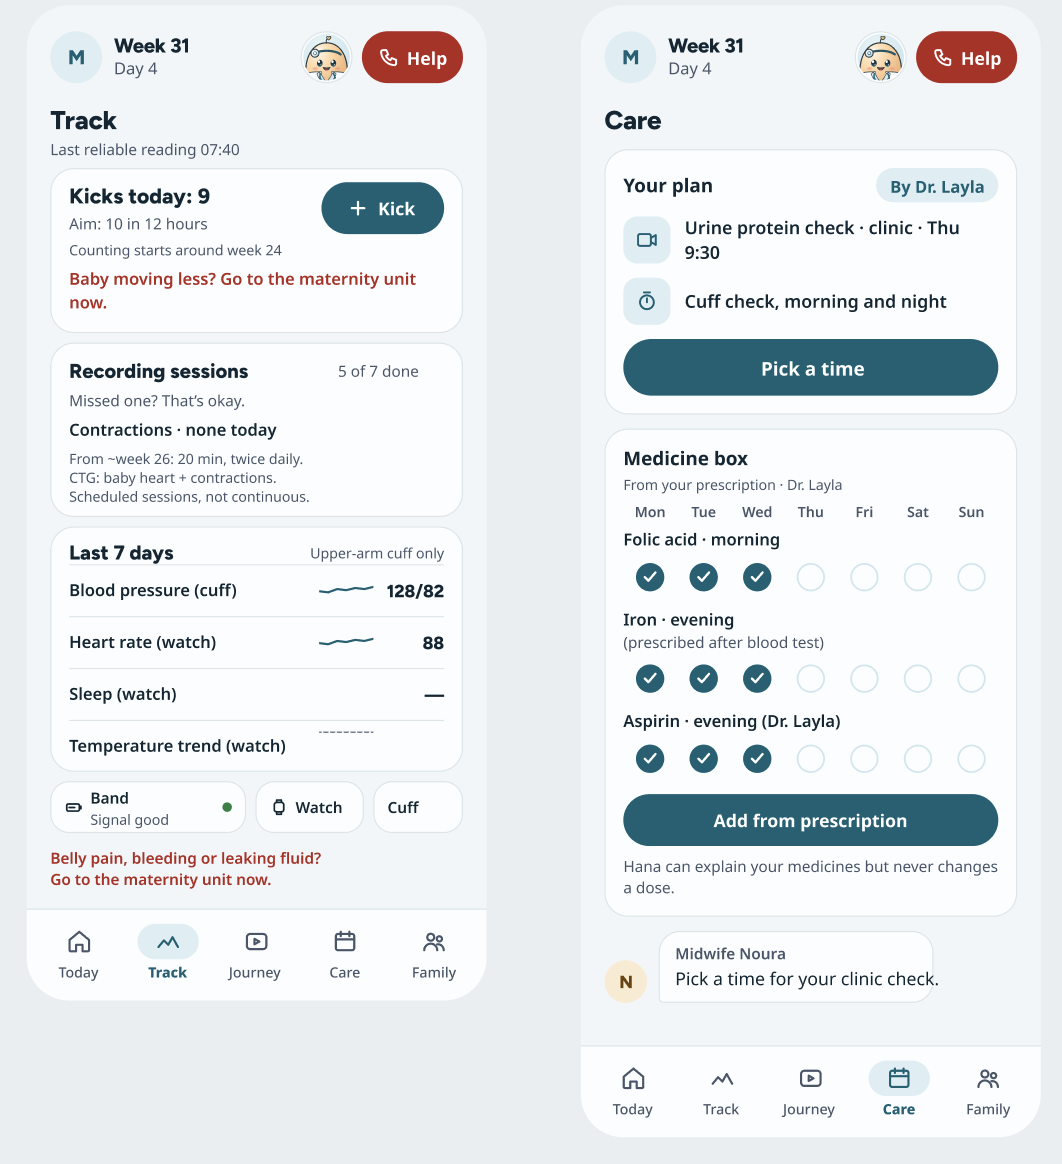 M
Week 31
Day 4
Help
Track
Last reliable reading 07:40
Kicks today: 9
Aim: 10 in 12 hours
Kick
Counting starts around week 24
Baby moving less? Go to the maternity unit
now.
Recording sessions
5 of 7 done
Missed one? That’s okay.
Contractions · none today
From ~week 26: 20 min, twice daily.
CTG: baby heart + contractions.
Scheduled sessions, not continuous.
Last 7 days
Upper-arm cuff only
Blood pressure (cuff)
128/82
Heart rate (watch)
88
Sleep (watch)
—
Temperature trend (watch)
Band
Signal good
Watch
Cuff
Belly pain, bleeding or leaking fluid?
Go to the maternity unit now.
Today
Track
Journey
Care
Family
M
Week 31
Day 4
Help
Care
Your plan
By Dr. Layla
Urine protein check · clinic · Thu
9:30
Cuff check, morning and night
Pick a time
Medicine box
From your prescription · Dr. Layla
Mon Tue Wed Thu Fri Sat Sun
Folic acid · morning
Iron · evening
(prescribed after blood test)
Aspirin · evening (Dr. Layla)
Add from prescription
Hana can explain your medicines but never changes
a dose.
N
Midwife Noura
Pick a time for your clinic check.
Today
Track
Journey
Care
Family